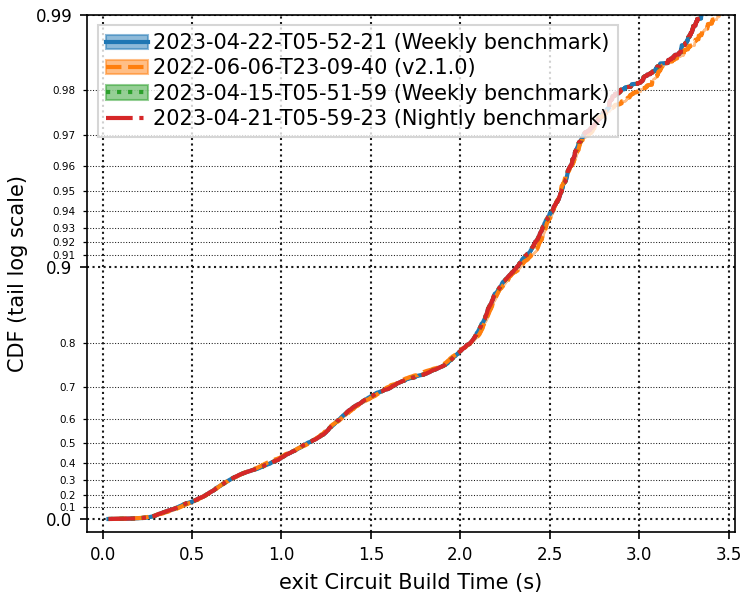 2023-04-22-T05-52-21 (Weekly benchmark)
2022-06-06-T23-09-40 (v2.1.0)
2023-04-15-T05-51-59 (Weekly benchmark)
2023-04-21-T05-59-23 (Nightly benchmark)
CDF (tail log scale)
0.99
0.98
0.97
0.96
0.95
0.94
0.93
0.92
0.91
0.9
0.8
0.7
0.6
0.5
0.4
0.3
0.2
0.1
0.0
0.0 0.5 1.0 1.5 2.0 2.5 3.0 3.5
exit Circuit Build Time (s)